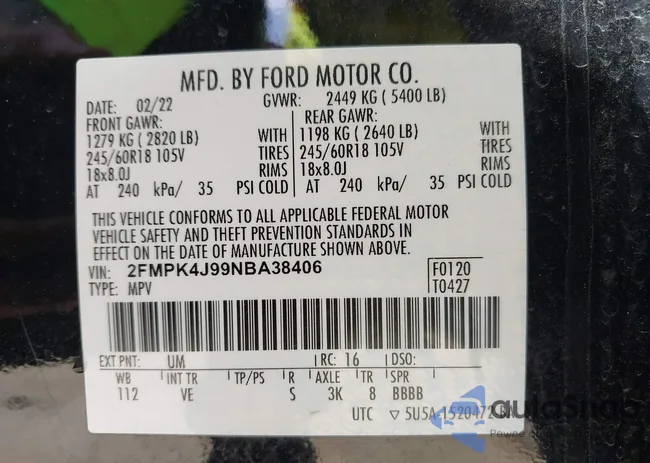 MFD. BY FORD MOTOR CO.
DATE: 02/22 GVWR: 2449 KG ( 5400 LB)
FRONT GAWR: REAR GAWR:
1279 KG ( 2820 LB) WITH 1198 KG ( 2640 LB) WITH
245/60R18 105V TIRES 245/60R18 105V TIRES
18x8.0J RIMS 18x8.0J RIMS
AT 240 kPa/ 35 PSI COLD AT 240 kPa/ 35 PSI COLD
THIS VEHICLE CONFORMS TO ALL APPLICABLE FEDERAL MOTOR
VEHICLE SAFETY AND THEFT PREVENTION STANDARDS IN
EFFECT ON THE DATE OF MANUFACTURE SHOWN ABOVE.
VIN: 2FMPK4J99NBA38406 F0120
TYPE: MPV T0427
EXT PNT: UM RC: 16 DSO:
WB INT TR TP/PS R AXLE TR SPR
112 VE S 3K 8 BBBB
UTC ▽ 5U5A-1520472